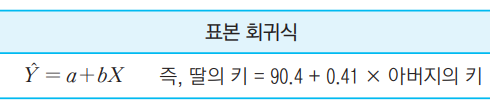 표본 회귀식
Ŷ = a+bX 즉, 딸의 키 = 90.4 + 0.41 × 아버지의 키